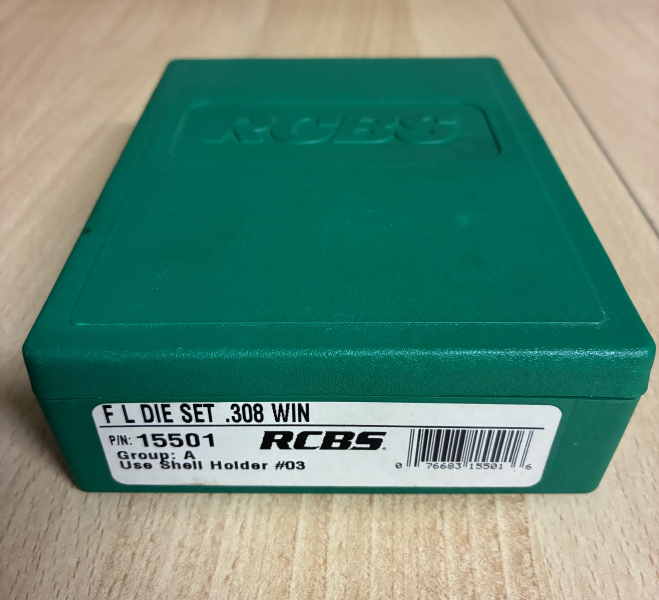 RCBS
F L DIE SET .308 WIN
P/N: 15501
RCBS
Group: A
Use Shell Holder #03
0 76683 15501 6